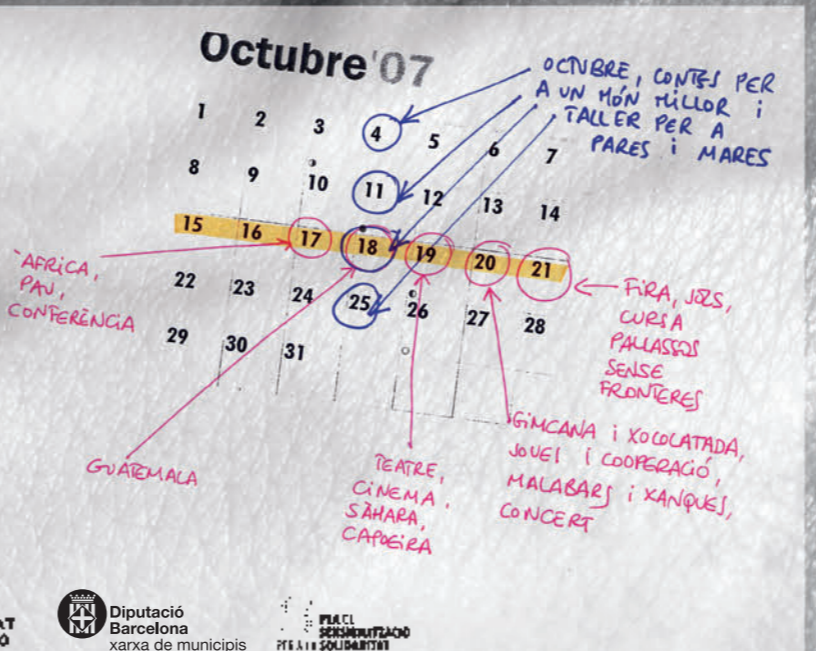 Octubre'07
OCTUBRE, CONTES PER
A UN MÓN MILLOR i
TALLER PER A
PARES i MARES
1 2 3 4 5 6 7
8 9 10 11 12 13 14
15 16 17 18 19 20 21
22 23 24 25 26 27 28
29 30 31
AFRICA,
PAU,
CONFERÈNCIA
GUATEMALA
TEATRE,
CINEMA,
SÀHARA,
CAPOEIRA
GIMCANA i XOCOLATADA,
JOVES I COOPERACIÓ,
MALABARS i XANQUES,
CONCERT
FIRA, JOCS,
CURSA
PALLASSOS
SENSE
FRONTERES
Diputació
Barcelona
xarxa de municipis
SENSIBILITZACIÓ
SOLIDARITAT